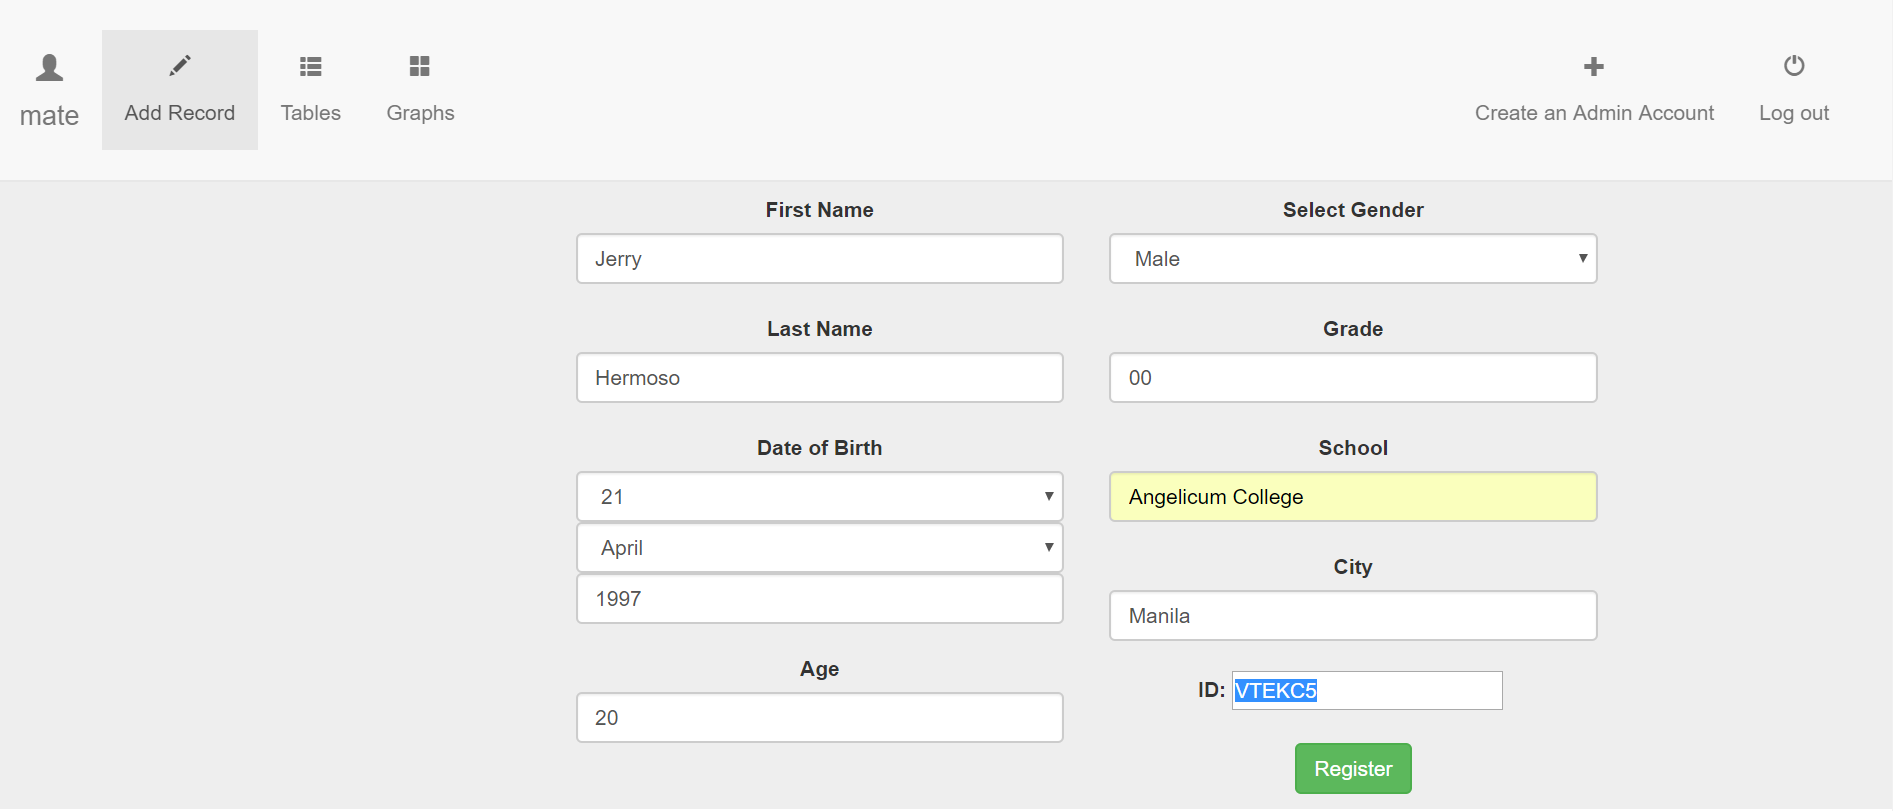 mate
Add Record
Tables
Graphs
Create an Admin Account
Log out
First Name
Jerry
Last Name
Hermoso
Date of Birth
21
April
1997
Age
20
Select Gender
Male
Grade
00
School
Angelicum College
City
Manila
ID: VTEKC5
Register